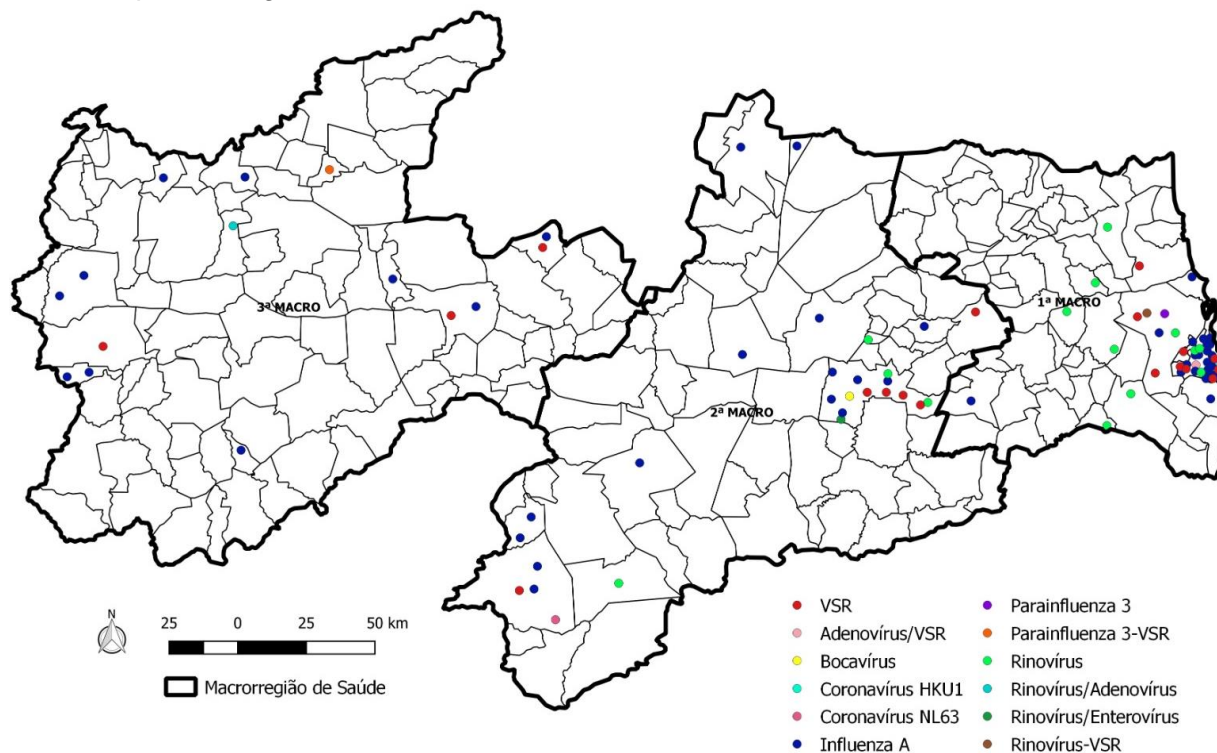 3ª MACRO
1ª MACRO
2ª MACRO
N
25 0 25 50 km
Macrorregião de Saúde
VSR
Adenovírus/VSR
Bocavírus
Coronavírus HKU1
Coronavírus NL63
Influenza A
Parainfluenza 3
Parainfluenza 3-VSR
Rinovírus
Rinovírus/Adenovírus
Rinovírus/Enterovírus
Rinovírus-VSR